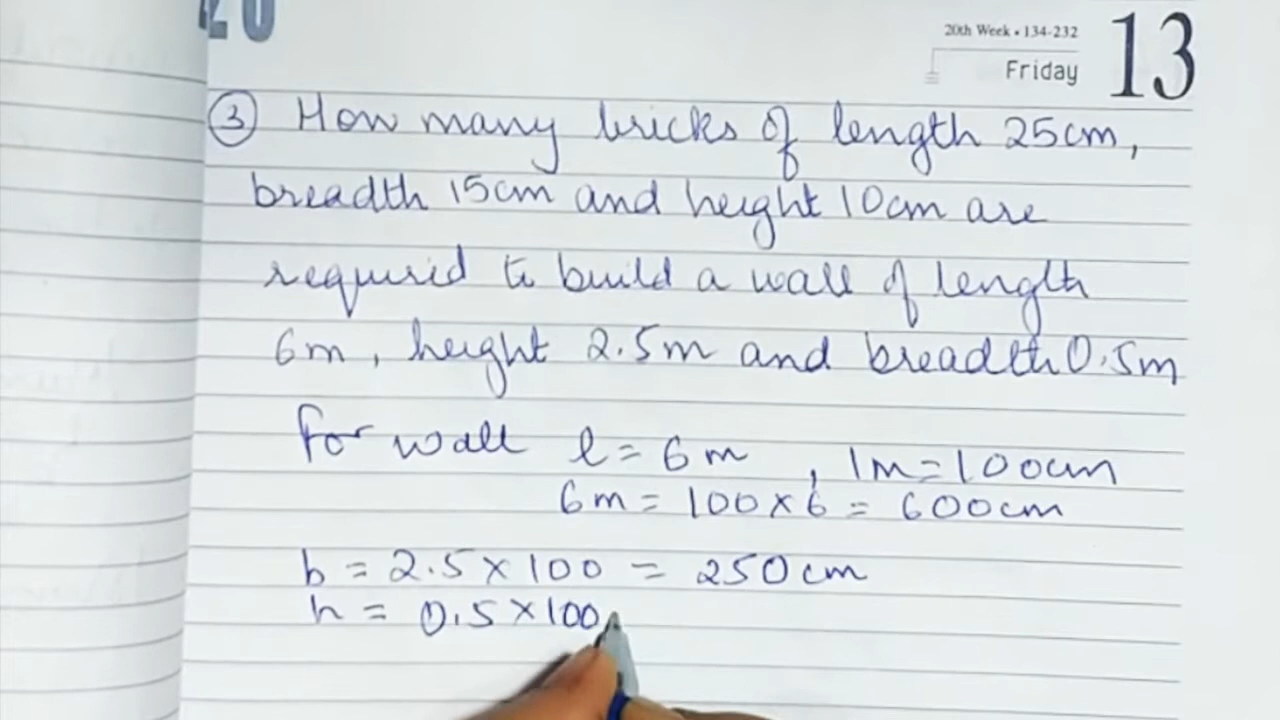 20
20th Week • 134-232
Friday
13
③ How many bricks of length 25cm,
breadth 15cm and height 10cm are
required to build a wall of length
6m, height 2.5m and breadth 0.5m
for wall l = 6m , 1m = 100cm
6m = 100 × 6 = 600cm
b = 2.5 × 100 = 250cm
h = 0.5 × 100